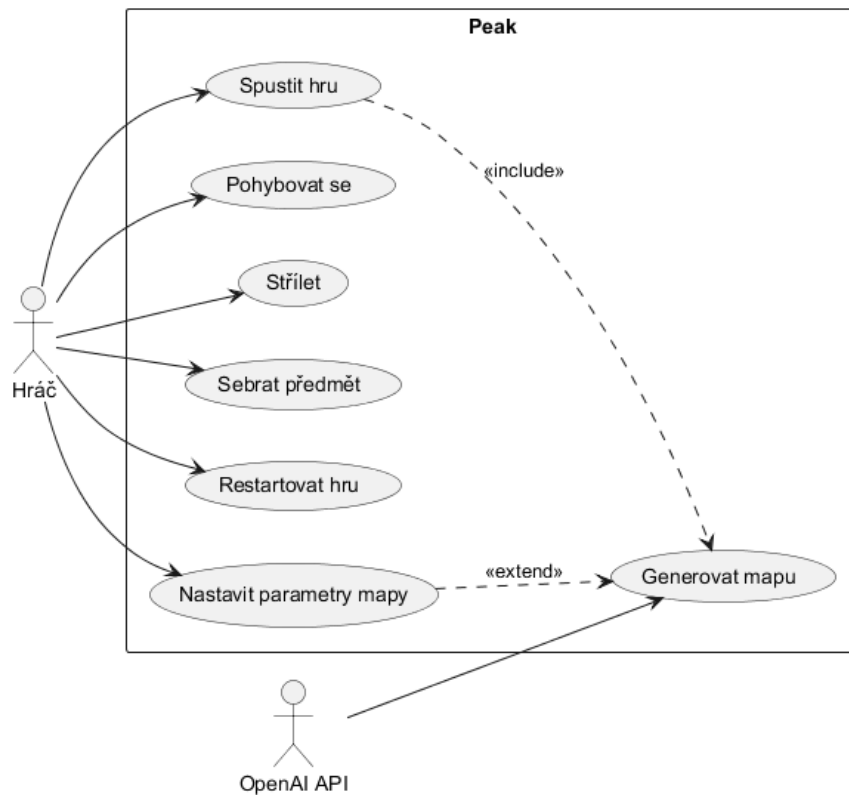 Peak
Spustit hru
«include»
Pohybovat se
Střílet
Hráč
Sebrat předmět
Restartovat hru
Nastavit parametry mapy
«extend»
Generovat mapu
OpenAI API